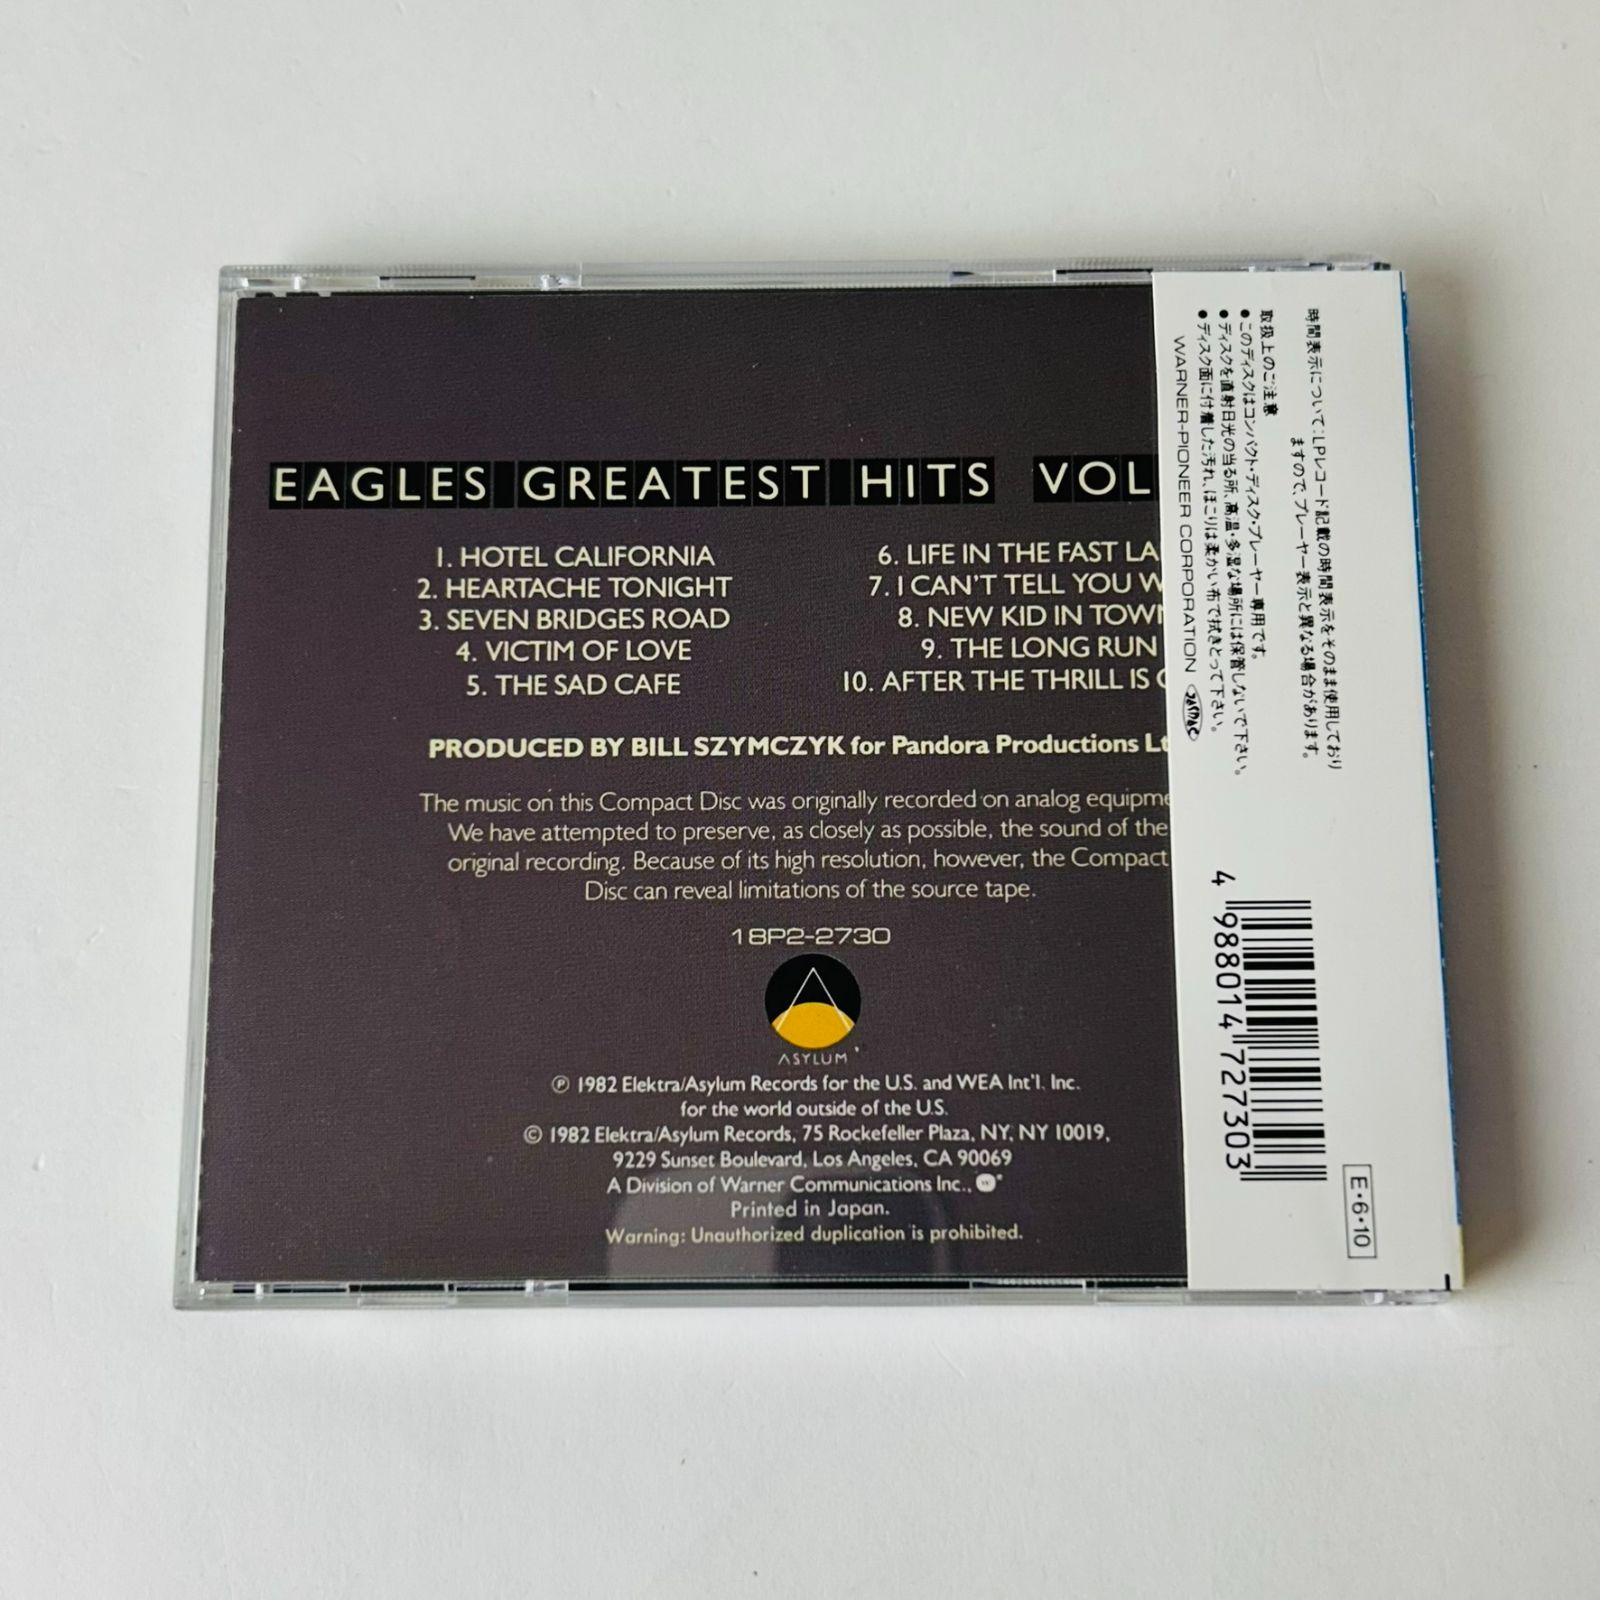 EAGLES GREATEST HITS VOL
1. HOTEL CALIFORNIA
2. HEARTACHE TONIGHT
3. SEVEN BRIDGES ROAD
4. VICTIM OF LOVE
5. THE SAD CAFE
6. LIFE IN THE FAST LA
7. I CAN'T TELL YOU W
8. NEW KID IN TOWN
9. THE LONG RUN
10. AFTER THE THRILL IS
PRODUCED BY BILL SZYMCZYK for Pandora Productions Lt
The music on this Compact Disc was originally recorded on analog equipme
We have attempted to preserve, as closely as possible, the sound of the
original recording. Because of its high resolution, however, the Compact
Disc can reveal limitations of the source tape.
18P2-2730
ASYLUM
℗ 1982 Elektra/Asylum Records for the U.S. and WEA Int'l. Inc.
for the world outside of the U.S.
© 1982 Elektra/Asylum Records, 75 Rockefeller Plaza, NY, NY 10019,
9229 Sunset Boulevard, Los Angeles, CA 90069
A Division of Warner Communications Inc.,
Printed in Japan.
Warning: Unauthorized duplication is prohibited.
時間表示について:LPレコード記載の時間表示をそのまま使用しており
ますので、プレーヤー表示と異なる場合があります。
取扱上のご注意
●このディスクはコンパクト・ディスク・プレーヤー専用です。
●ディスクを直射日光の当る所、高温・多湿な場所には保管しないで下さい。
●ディスク面に付着した汚れ、ほこりは柔かい布で拭きとって下さい。
WARNER-PIONEER CORPORATION JASRAC
4 988014 727303
E・6・10